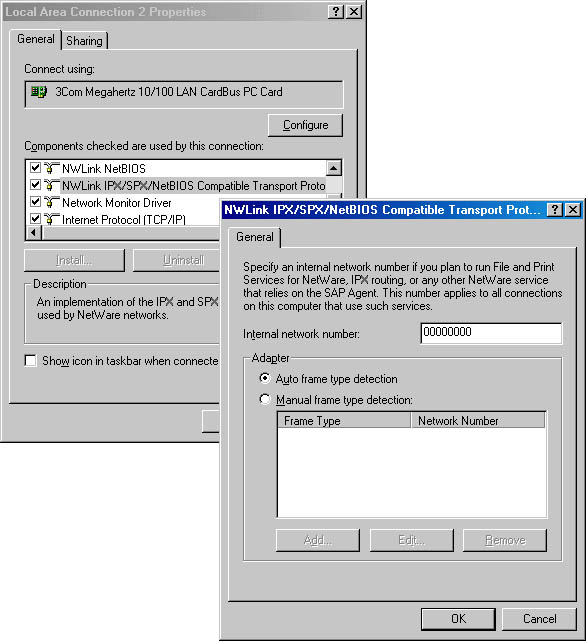 Local Area Connection 2 Properties
General
Sharing
Connect using:
3Com Megahertz 10/100 LAN CardBus PC Card
Configure
Components checked are used by this connection:
NWLink NetBIOS
NWLink IPX/SPX/NetBIOS Compatible Transport Proto
Network Monitor Driver
Internet Protocol (TCP/IP)
Install...
Uninstall
Description
An implementation of the IPX and SPX
used by NetWare networks.
Show icon in taskbar when connecte
NWLink IPX/SPX/NetBIOS Compatible Transport Prot...
General
Specify an internal network number if you plan to run File and Print
Services for NetWare, IPX routing, or any other NetWare service
that relies on the SAP Agent. This number applies to all connections
on this computer that use such services.
Internal network number:
00000000
Adapter
Auto frame type detection
Manual frame type detection:
Frame Type
Network Number
Add...
Edit...
Remove
OK
Cancel